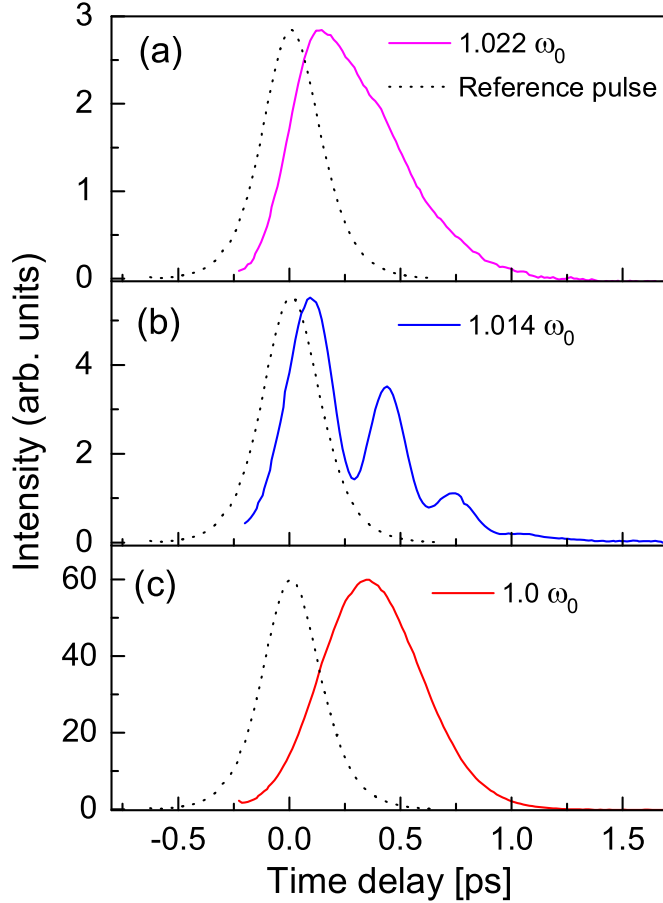 3
(a)
1.022 ω₀
Reference pulse
2
1
0
(b)
1.014 ω₀
4
2
0
Intensity (arb. units)
60
(c)
1.0 ω₀
40
20
0
-0.5
0.0
0.5
1.0
1.5
Time delay [ps]